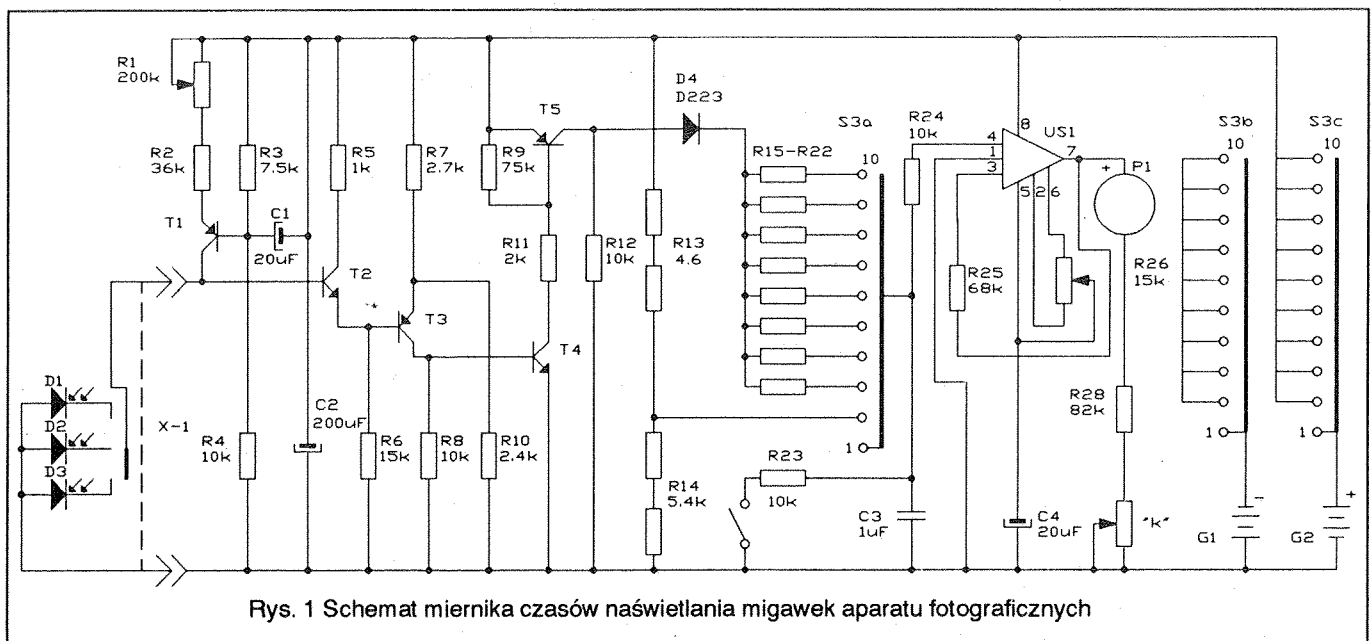 R1
200k
R2
36k
R3
7.5k
R5
1k
R7
2.7k
R9
75k
T5
D4
D223
S3a
R15-R22
10
R24
10k
4
1
3
8
US1
7
5
2
6
P1
+
S3b
10
S3c
10
T1
C1
20uF
T2
T3
R11
2k
R12
10k
R13
4.6
R25
68k
R26
15k
T4
D1
D2
D3
X-1
R4
10k
C2
200uF
R6
15k
R8
10k
R10
2.4k
R14
5.4k
R23
10k
1
C3
1uF
C4
20uF
R28
82k
"k"
1
1
G1
-
G2
+
Rys. 1 Schemat miernika czasów naświetlania migawek aparatu fotograficznych